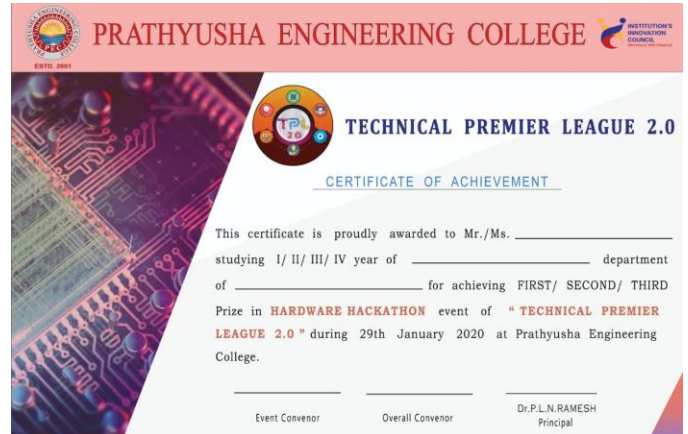 PRATHYUSHA ENGINEERING COLLEGE
INSTITUTION'S
INNOVATION
COUNCIL
ESTD. 2001
TPL
20
TECHNICAL PREMIER LEAGUE 2.0
CERTIFICATE OF ACHIEVEMENT
This certificate is proudly awarded to Mr./Ms.
studying I/ II/ III/ IV year of department
of for achieving FIRST/ SECOND/ THIRD
Prize in HARDWARE HACKATHON event of " TECHNICAL PREMIER
LEAGUE 2.0 " during 29th January 2020 at Prathyusha Engineering
College.
Event Convenor Overall Convenor Dr.P.L.N.RAMESH
Principal